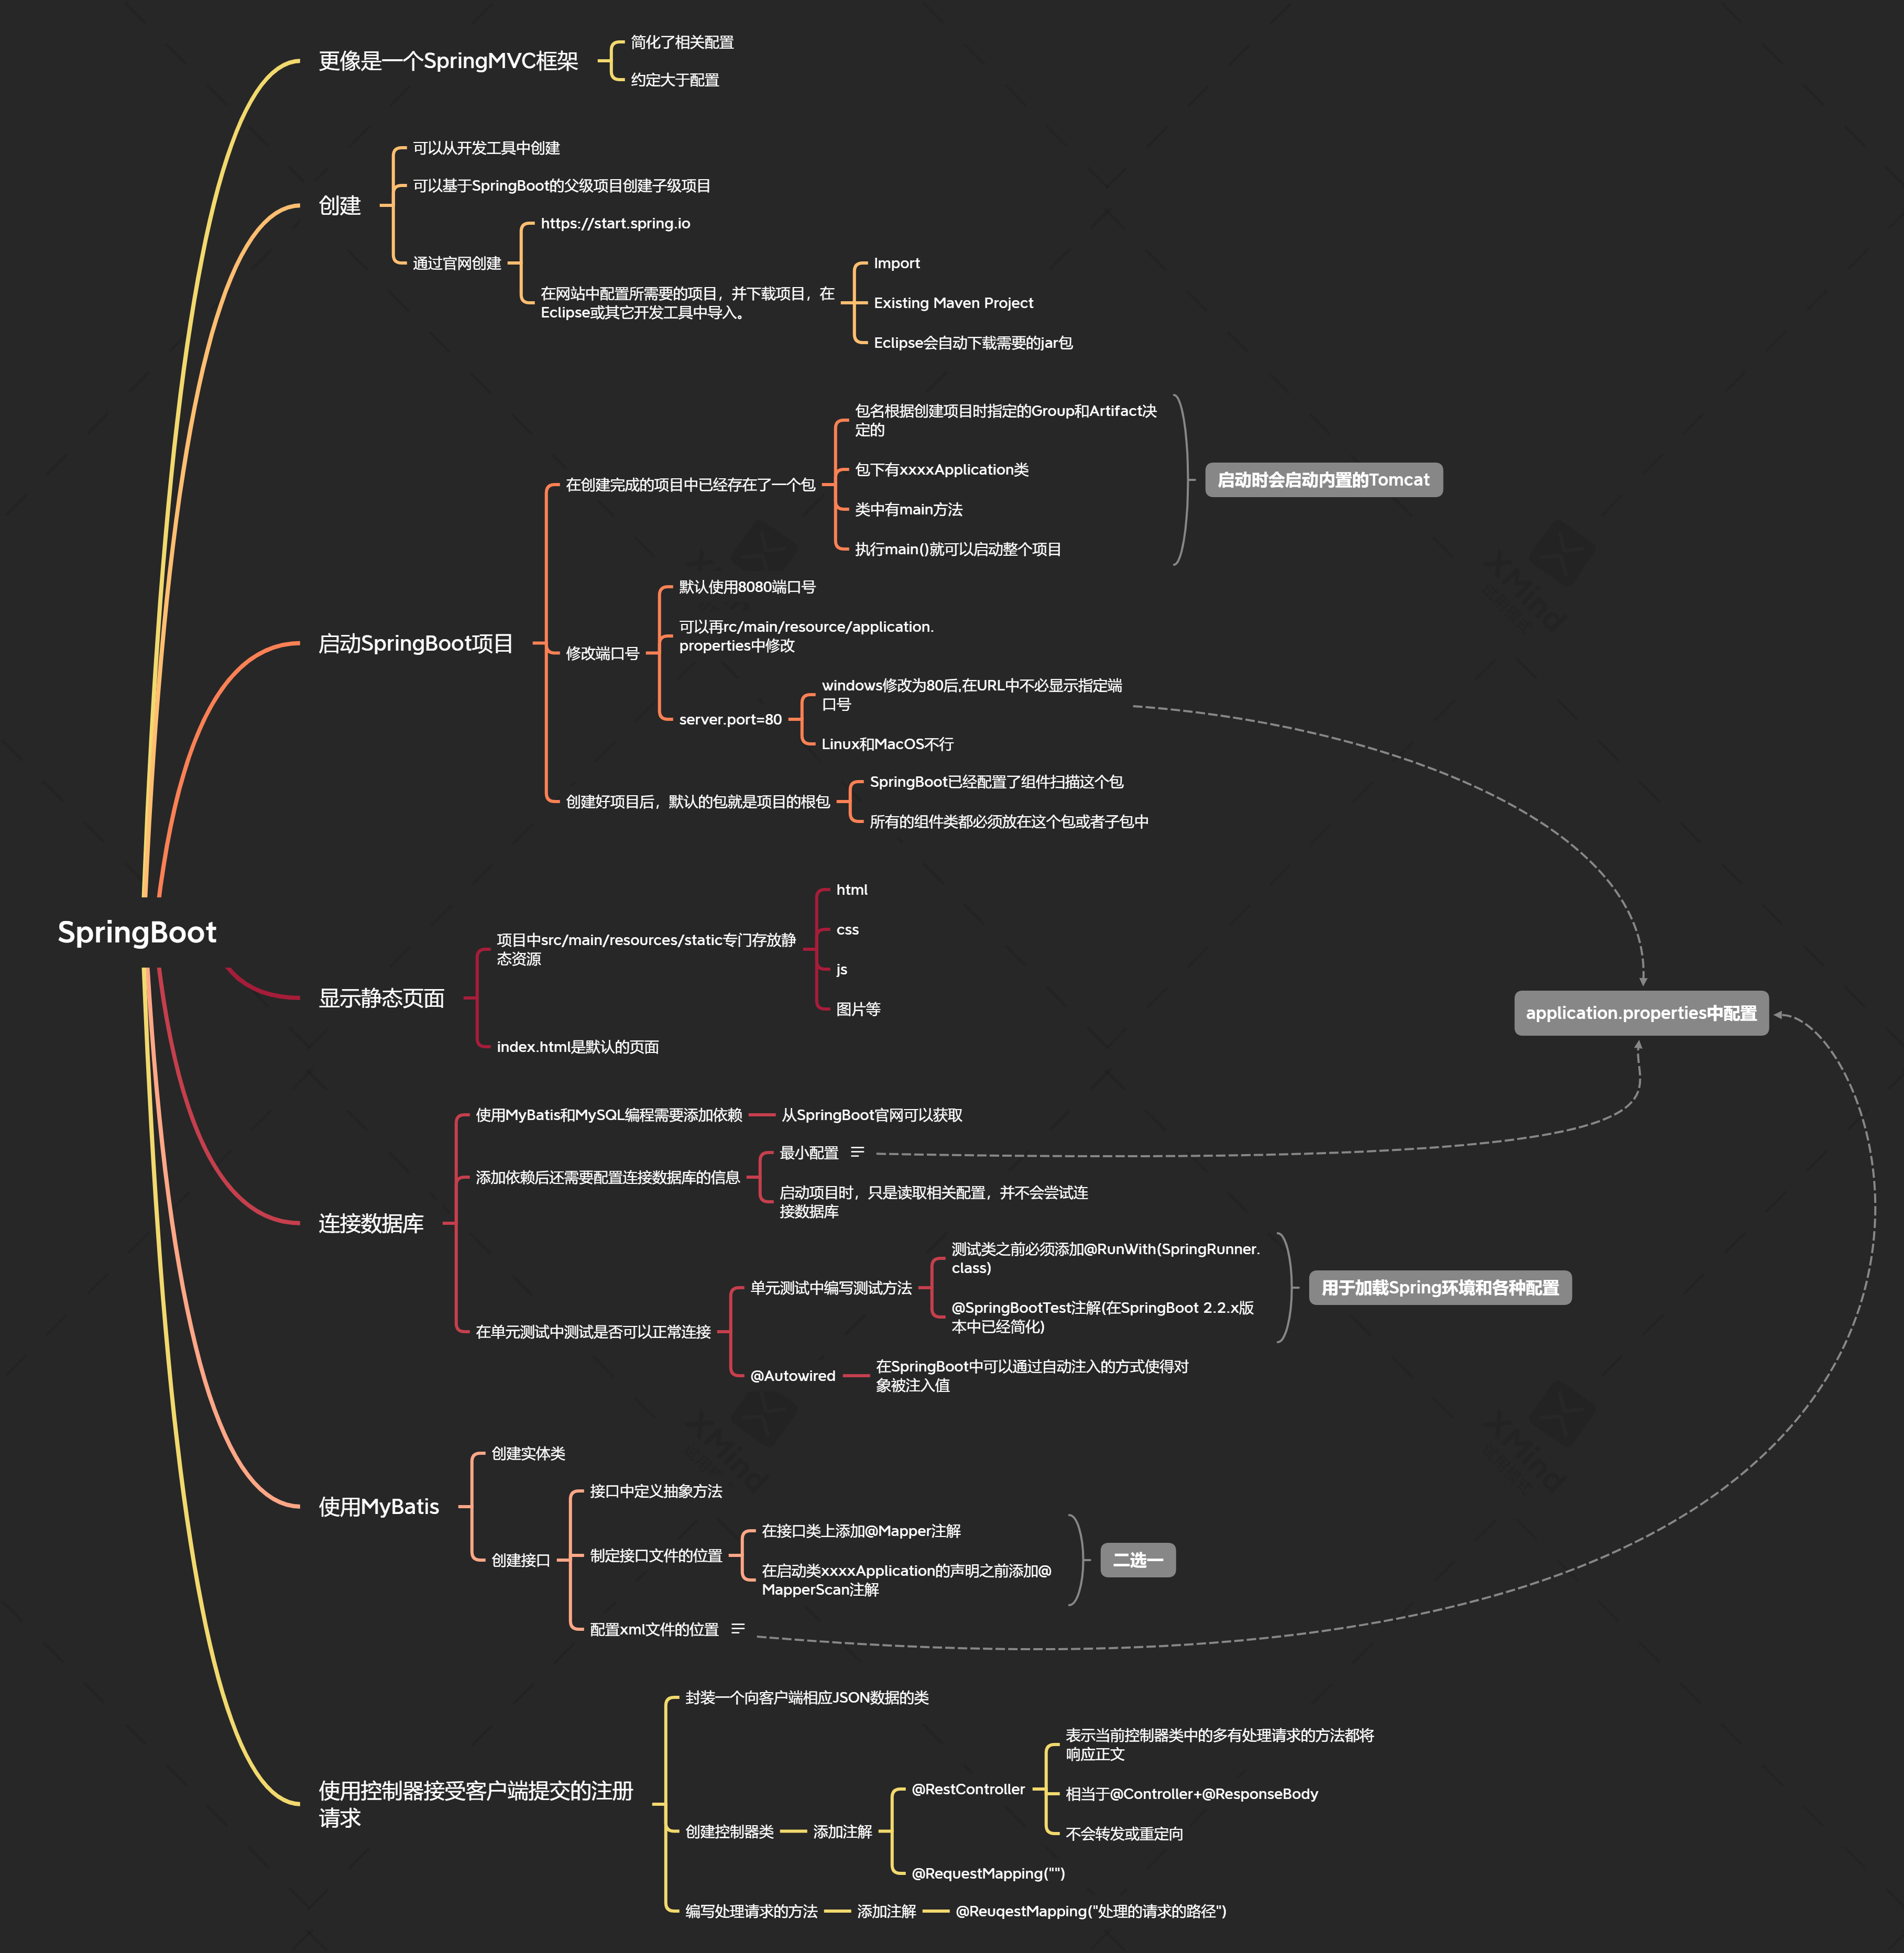 更像是一个SpringMVC框架
简化了相关配置
约定大于配置
创建
可以从开发工具中创建
可以基于SpringBoot的父级项目创建子级项目
通过官网创建
https://start.spring.io
在网站中配置所需要的项目，并下载项目，在
Eclipse或其它开发工具中导入。
Import
Existing Maven Project
Eclipse会自动下载需要的jar包
启动SpringBoot项目
在创建完成的项目中已经存在了一个包
包名根据创建项目时指定的Group和Artifact决
定的
包下有xxxxApplication类
类中有main方法
执行main()就可以启动整个项目
启动时会启动内置的Tomcat
修改端口号
默认使用8080端口号
可以再rc/main/resource/application.
properties中修改
server.port=80
windows修改为80后,在URL中不必显示指定端
口号
Linux和MacOS不行
创建好项目后，默认的包就是项目的根包
SpringBoot已经配置了组件扫描这个包
所有的组件类都必须放在这个包或者子包中
SpringBoot
显示静态页面
项目中src/main/resources/static专门存放静
态资源
html
css
js
图片等
index.html是默认的页面
application.properties中配置
连接数据库
使用MyBatis和MySQL编程需要添加依赖
从SpringBoot官网可以获取
添加依赖后还需要配置连接数据库的信息
最小配置
启动项目时，只是读取相关配置，并不会尝试连
接数据库
在单元测试中测试是否可以正常连接
单元测试中编写测试方法
测试类之前必须添加@RunWith(SpringRunner.
class)
@SpringBootTest注解(在SpringBoot 2.2.x版
本中已经简化)
用于加载Spring环境和各种配置
@Autowired
在SpringBoot中可以通过自动注入的方式使得对
象被注入值
使用MyBatis
创建实体类
创建接口
接口中定义抽象方法
制定接口文件的位置
在接口类上添加@Mapper注解
在启动类xxxxApplication的声明之前添加@
MapperScan注解
二选一
配置xml文件的位置
使用控制器接受客户端提交的注册
请求
封装一个向客户端相应JSON数据的类
创建控制器类
添加注解
@RestController
表示当前控制器类中的多有处理请求的方法都将
响应正文
相当于@Controller+@ResponseBody
不会转发或重定向
@RequestMapping("")
编写处理请求的方法
添加注解
@ReuqestMapping("处理的请求的路径")
XMind
XMind
XMind
XMind